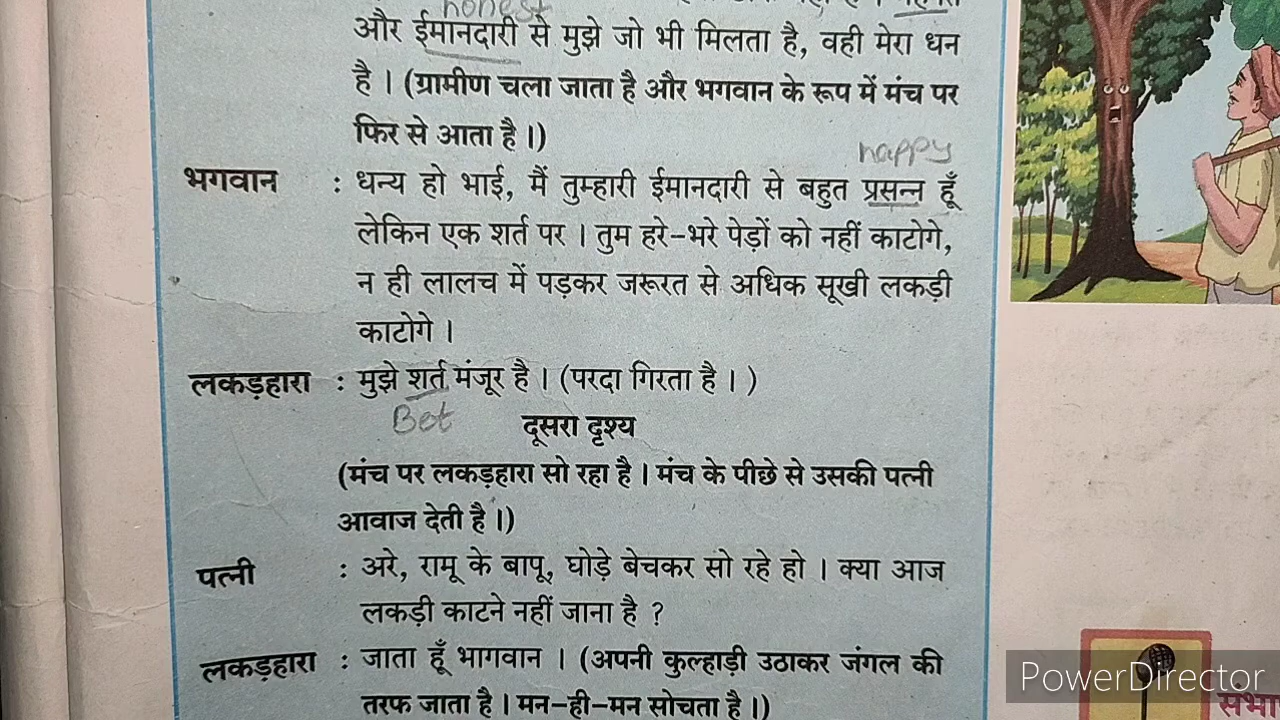 honest
और ईमानदारी से मुझे जो भी मिलता है, वही मेरा धन
है । (ग्रामीण चला जाता है और भगवान के रूप में मंच पर
फिर से आता है ।)
happy
भगवान : धन्य हो भाई, मैं तुम्हारी ईमानदारी से बहुत प्रसन्न हूँ
लेकिन एक शर्त पर । तुम हरे-भरे पेड़ों को नहीं काटोगे,
न ही लालच में पड़कर जरूरत से अधिक सूखी लकड़ी
काटोगे ।
लकड़हारा : मुझे शर्त मंजूर है । (परदा गिरता है । )
Bet
दूसरा दृश्य
(मंच पर लकड़हारा सो रहा है । मंच के पीछे से उसकी पत्नी
आवाज देती है ।)
पत्नी : अरे, रामू के बापू, घोड़े बेचकर सो रहे हो । क्या आज
लकड़ी काटने नहीं जाना है ?
लकड़हारा : जाता हूँ भागवान । (अपनी कुल्हाड़ी उठाकर जंगल की
तरफ जाता है । मन-ही-मन सोचता है ।)
PowerDirector